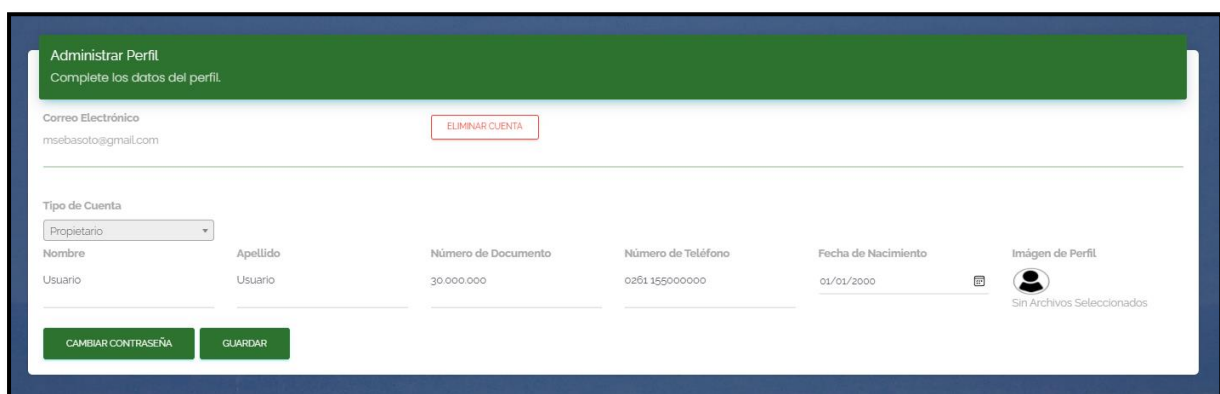 Administrar Perfil
Complete los datos del perfil.
Correo Electrónico
ELIMINAR CUENTA
msebasoto@gmail.com
Tipo de Cuenta
Propietario
Nombre Apellido Número de Documento Número de Teléfono Fecha de Nacimiento Imágen de Perfil
Usuario Usuario 30.000.000 0261 155000000 01/01/2000
Sin Archivos Seleccionados
CAMBIAR CONTRASEÑA GUARDAR